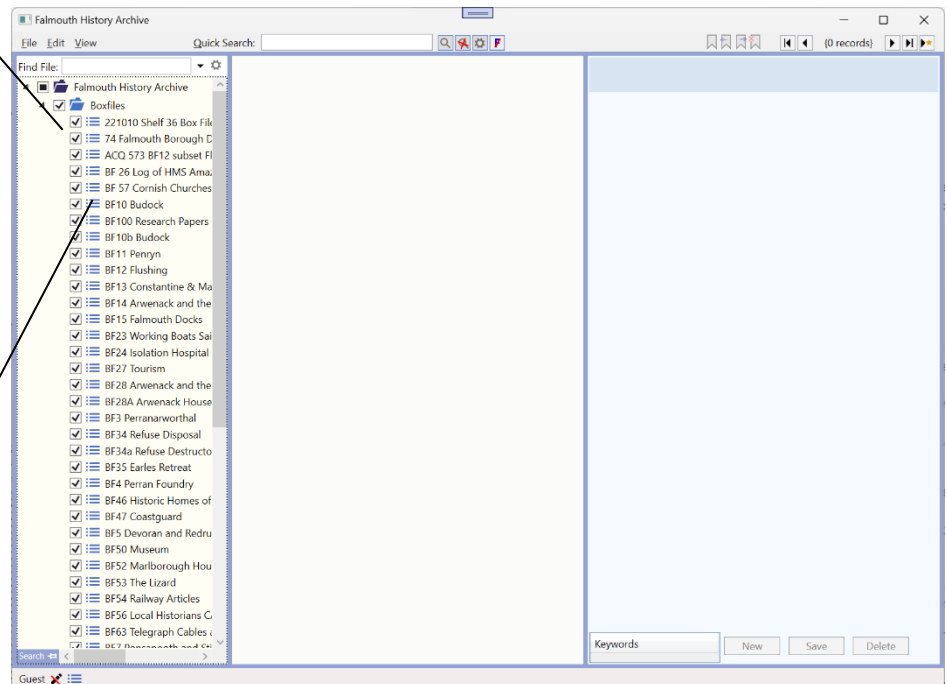 Falmouth History Archive
File Edit View Quick Search: F {0 records}
Find File:
Falmouth History Archive
Boxfiles
221010 Shelf 36 Box File
74 Falmouth Borough D
ACQ 573 BF12 subset Fl
BF 26 Log of HMS Amaz
BF 57 Cornish Churches
BF10 Budock
BF100 Research Papers
BF10b Budock
BF11 Penryn
BF12 Flushing
BF13 Constantine & Ma
BF14 Arwenack and the
BF15 Falmouth Docks
BF23 Working Boats Sai
BF24 Isolation Hospital
BF27 Tourism
BF28 Arwenack and the
BF28A Arwenack House
BF3 Perranarworthal
BF34 Refuse Disposal
BF34a Refuse Destructo
BF35 Earles Retreat
BF4 Perran Foundry
BF46 Historic Homes of
BF47 Coastguard
BF5 Devoran and Redru
BF50 Museum
BF52 Marlborough Hou
BF53 The Lizard
BF54 Railway Articles
BF56 Local Historians Ca
BF63 Telegraph Cables a
BF7 Ponsanooth and Sti
Search
Keywords New Save Delete
Guest